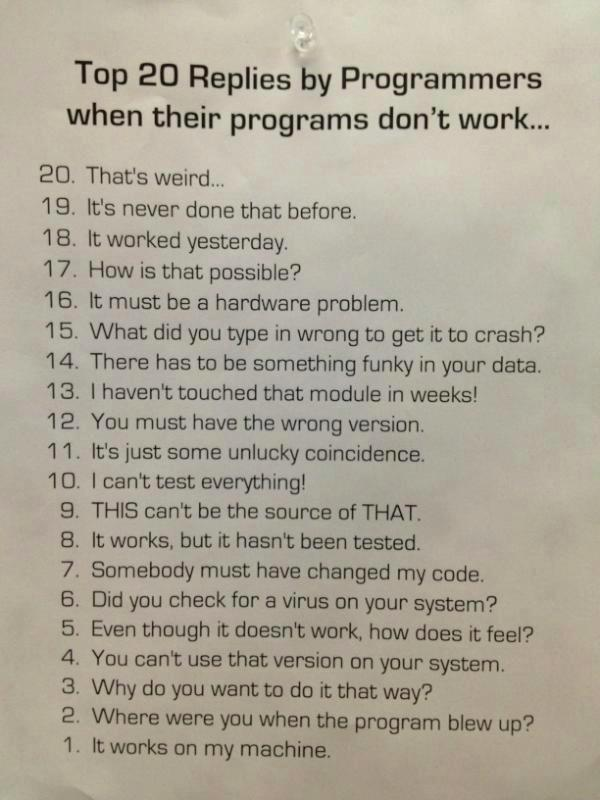 Top 20 Replies by Programmers
when their programs don't work...
20. That's weird...
19. It's never done that before.
18. It worked yesterday.
17. How is that possible?
16. It must be a hardware problem.
15. What did you type in wrong to get it to crash?
14. There has to be something funky in your data.
13. I haven't touched that module in weeks!
12. You must have the wrong version.
11. It's just some unlucky coincidence.
10. I can't test everything!
9. THIS can't be the source of THAT.
8. It works, but it hasn't been tested.
7. Somebody must have changed my code.
6. Did you check for a virus on your system?
5. Even though it doesn't work, how does it feel?
4. You can't use that version on your system.
3. Why do you want to do it that way?
2. Where were you when the program blew up?
1. It works on my machine.